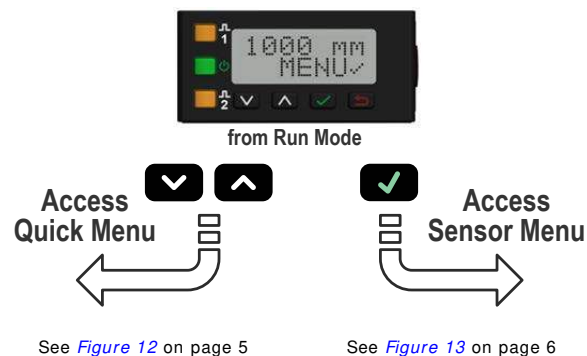 1
1000 mm
MENU✓
2
from Run Mode
Access
Quick Menu
Access
Sensor Menu
See Figure 12 on page 5
See Figure 13 on page 6